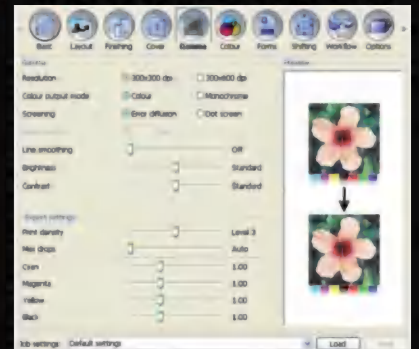 Basic Layout Finishing Cover Gamma Colour Forms Shifting Workflow Options
Gamma
Resolution 300x300 dpi 300x600 dpi
Colour output mode Colour Monochrome
Screening Error diffusion Dot screen
Line smoothing Off
Brightness Standard
Contrast Standard
Expert settings
Print density Level 3
Max drops Auto
Cyan 1.00
Magenta 1.00
Yellow 1.00
Black 1.00
Preview
Job settings: Default settings Load